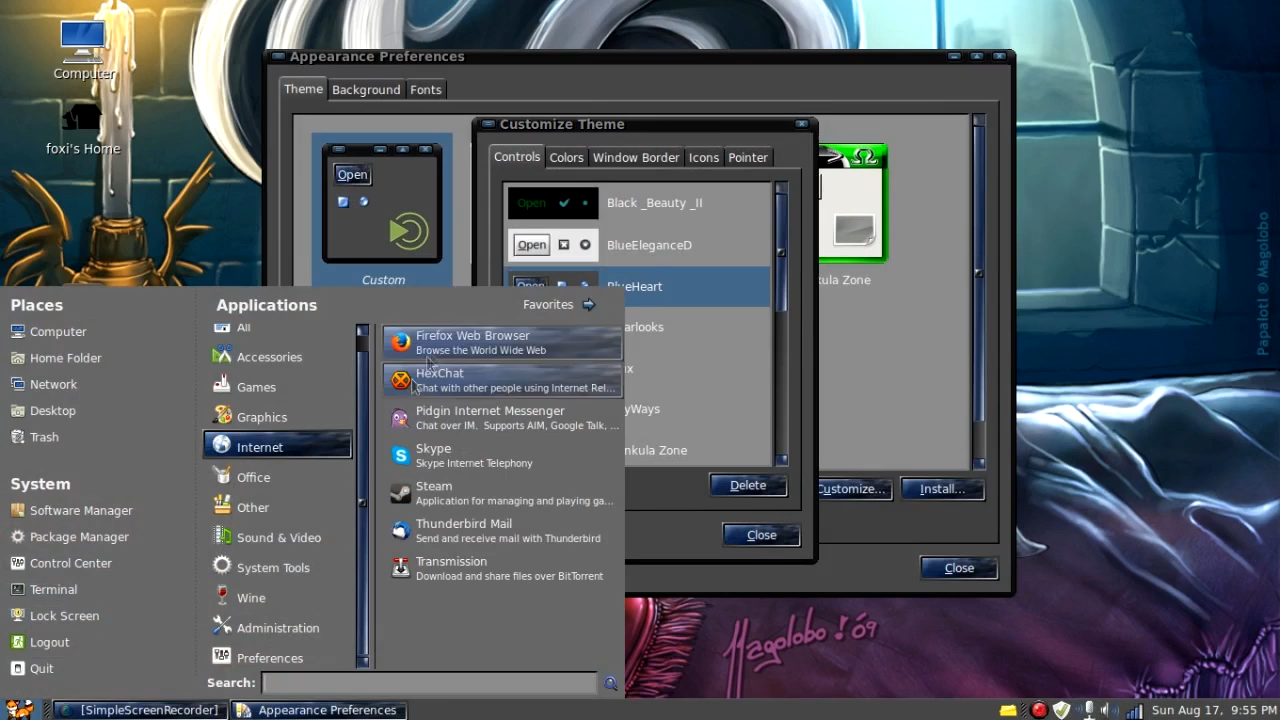 Computer
foxi's Home
Appearance Preferences
Theme
Background
Fonts
Open
Custom
Customize Theme
Controls
Colors
Window Border
Icons
Pointer
Open
Black _Beauty _II
Open
BlueEleganceD
Open
BlueHeart
arlooks
ux
yWays
nkula Zone
Delete
Close
kula Zone
Customize...
Install...
Close
Papalotl ® Magolobo
Magolobo !´09
Places
Computer
Home Folder
Network
Desktop
Trash
System
Software Manager
Package Manager
Control Center
Terminal
Lock Screen
Logout
Quit
Applications
Favorites
All
Accessories
Games
Graphics
Internet
Office
Other
Sound & Video
System Tools
Wine
Administration
Preferences
Firefox Web Browser
Browse the World Wide Web
HexChat
Chat with other people using Internet Rel...
Pidgin Internet Messenger
Chat over IM. Supports AIM, Google Talk, ...
Skype
Skype Internet Telephony
Steam
Application for managing and playing ga...
Thunderbird Mail
Send and receive mail with Thunderbird
Transmission
Download and share files over BitTorrent
Search:
[SimpleScreenRecorder]
Appearance Preferences
Sun Aug 17, 9:55 PM